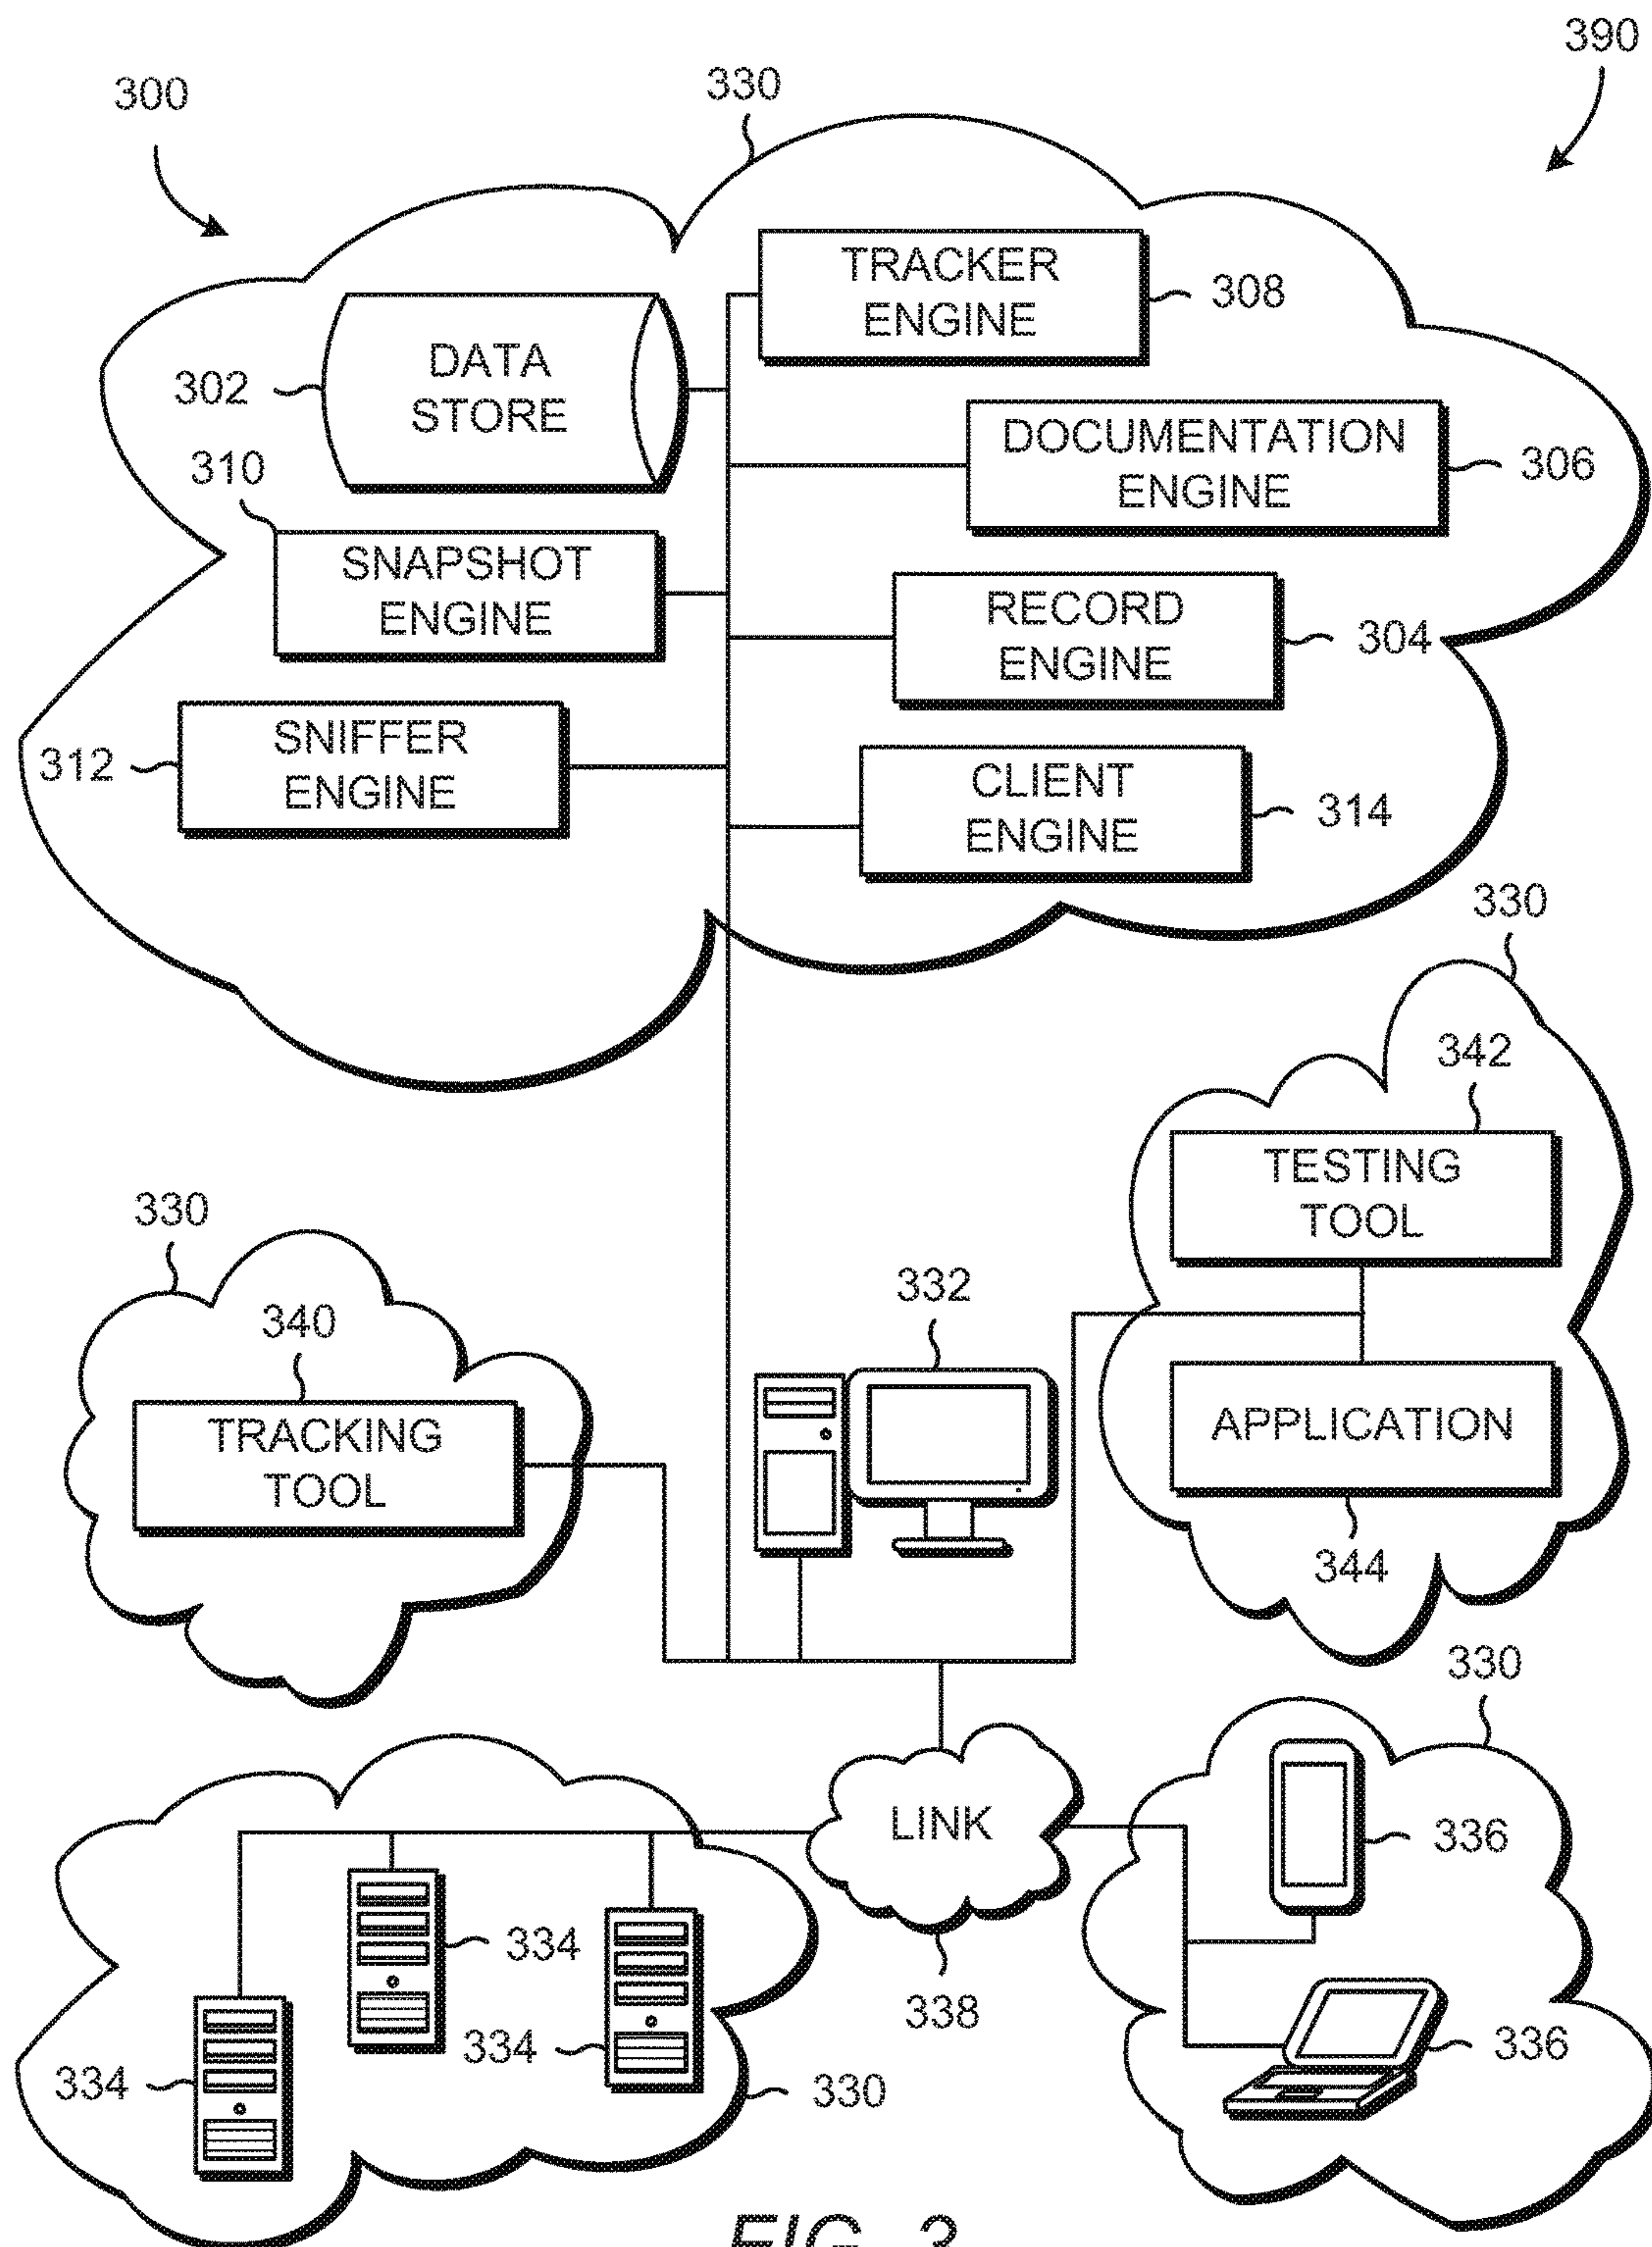 390
300
330
TRACKER
ENGINE
308
DATA
STORE
302
DOCUMENTATION
ENGINE
306
310
SNAPSHOT
ENGINE
RECORD
ENGINE
304
SNIFFER
ENGINE
312
CLIENT
ENGINE
314
330
342
TESTING
TOOL
330
340
TRACKING
TOOL
332
APPLICATION
344
330
LINK
338
336
336
334
334
334
330
FIG. 3